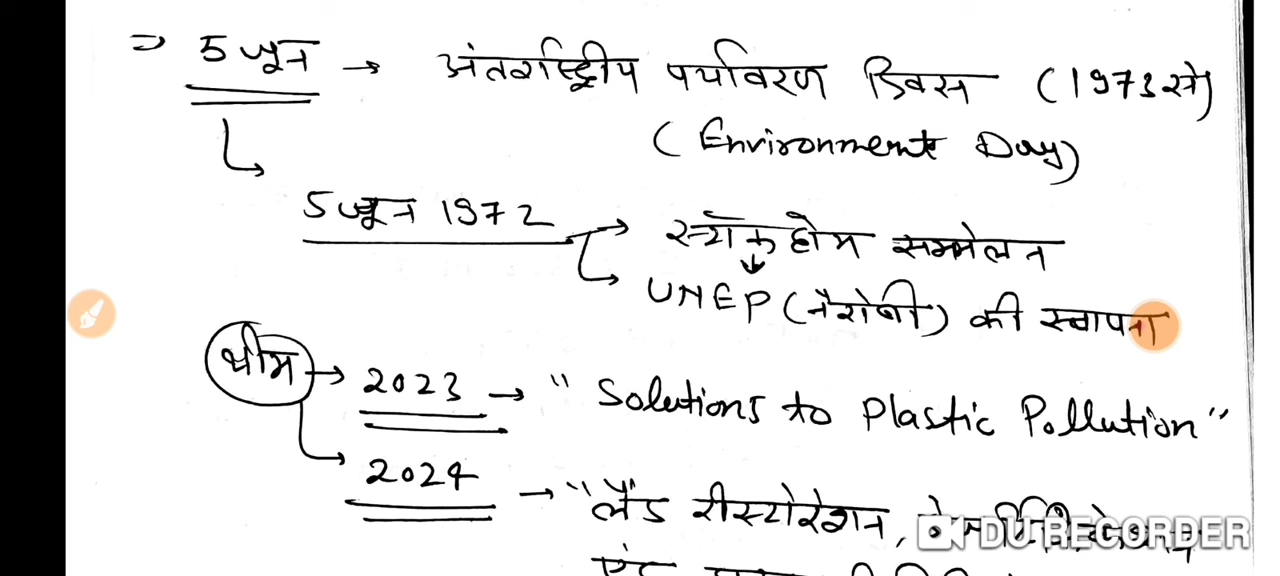 ⇒ 5 जून → अंतर्राष्ट्रीय पर्यावरण दिवस (1973 से)
(Environment Day)
5 जून 1972 → स्टॉकहोम सम्मेलन
→ UNEP (नैरोबी) की स्थापना
थीम → 2023 → "Solutions to Plastic Pollution"
→ 2024 → "लैंड रीस्टोरेशन,
एंड
DU RECORDER